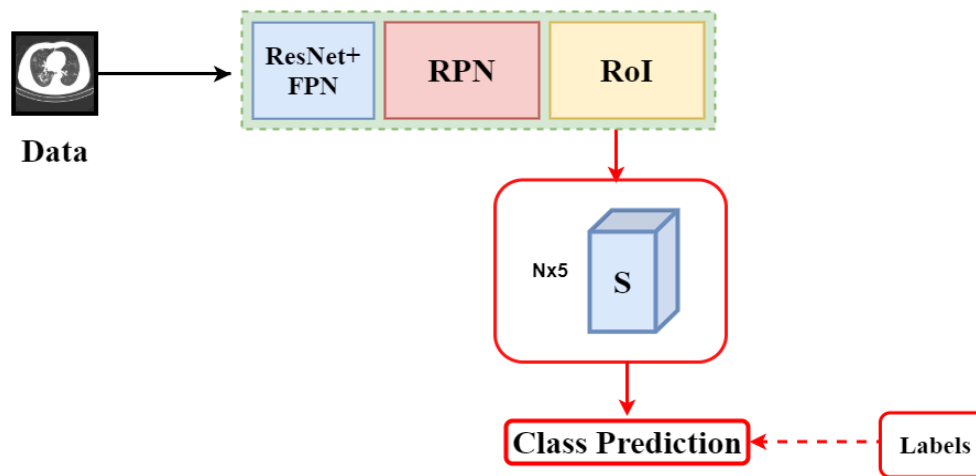 ResNet+
FPN
RPN
RoI
Data
Nx5
S
Class Prediction
Labels